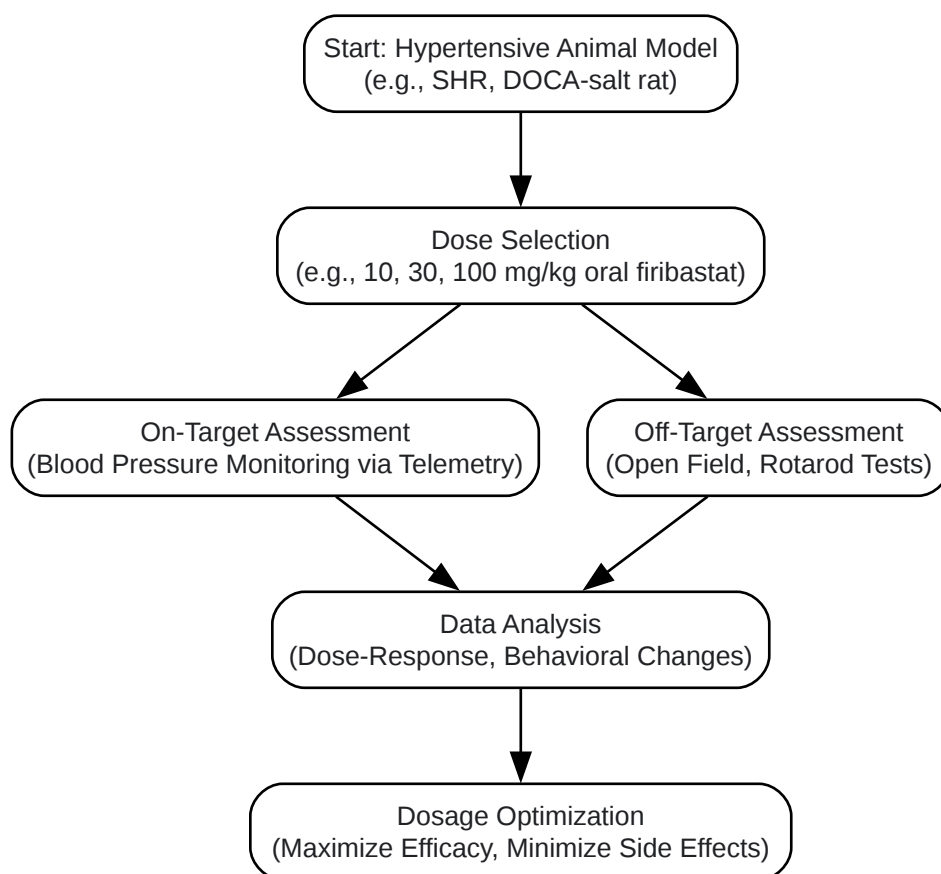 Start: Hypertensive Animal Model
(e.g., SHR, DOCA-salt rat)
Dose Selection
(e.g., 10, 30, 100 mg/kg oral firibastat)
On-Target Assessment
(Blood Pressure Monitoring via Telemetry)
Off-Target Assessment
(Open Field, Rotarod Tests)
Data Analysis
(Dose-Response, Behavioral Changes)
Dosage Optimization
(Maximize Efficacy, Minimize Side Effects)